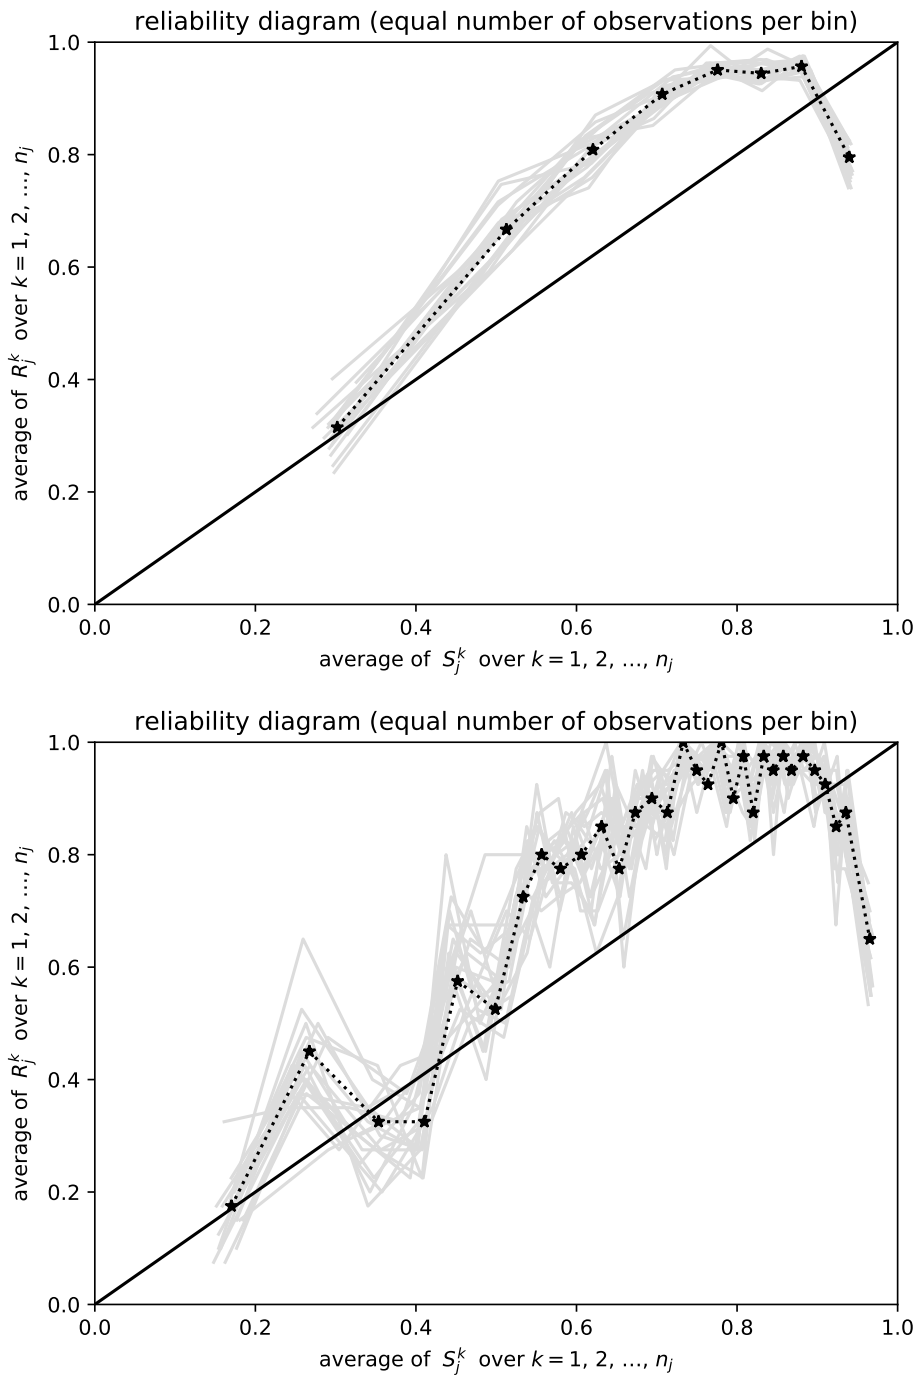 reliability diagram (equal number of observations per bin)
1.0
0.8
0.6
0.4
0.2
0.0
average of R_j^k over k = 1, 2, ..., n_j
0.0 0.2 0.4 0.6 0.8 1.0
average of S_j^k over k = 1, 2, ..., n_j
reliability diagram (equal number of observations per bin)
1.0
0.8
0.6
0.4
0.2
0.0
average of R_j^k over k = 1, 2, ..., n_j
0.0 0.2 0.4 0.6 0.8 1.0
average of S_j^k over k = 1, 2, ..., n_j